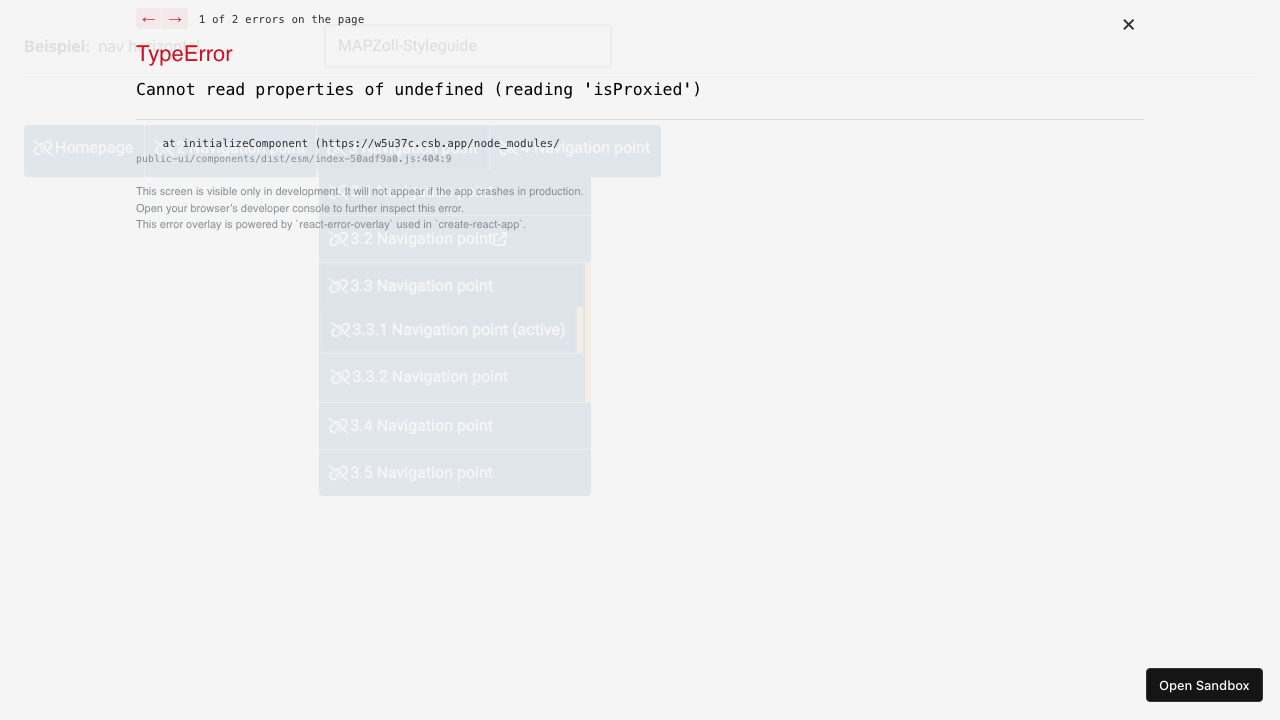 ← → 1 of 2 errors on the page
×
Beispiel: nav horizontal
MAPZoll-Styleguide
TypeError
Cannot read properties of undefined (reading 'isProxied')
Homepage
Navigation point
at initializeComponent (https://w5u37c.csb.app/node_modules/
public-ui/components/dist/esm/index-50adf9a0.js:404:9
This screen is visible only in development. It will not appear if the app crashes in production.
Open your browser's developer console to further inspect this error.
This error overlay is powered by `react-error-overlay` used in `create-react-app`.
3.2 Navigation point
3.3 Navigation point
3.3.1 Navigation point (active)
3.3.2 Navigation point
3.4 Navigation point
3.5 Navigation point
Open Sandbox